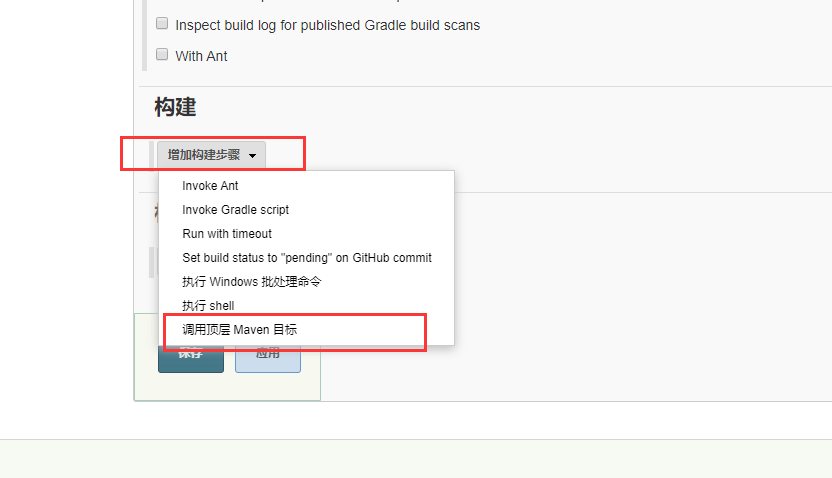 Inspect build log for published Gradle build scans
With Ant
构建
增加构建步骤
Invoke Ant
Invoke Gradle script
Run with timeout
Set build status to "pending" on GitHub commit
执行 Windows 批处理命令
执行 shell
调用顶层 Maven 目标
保存
应用